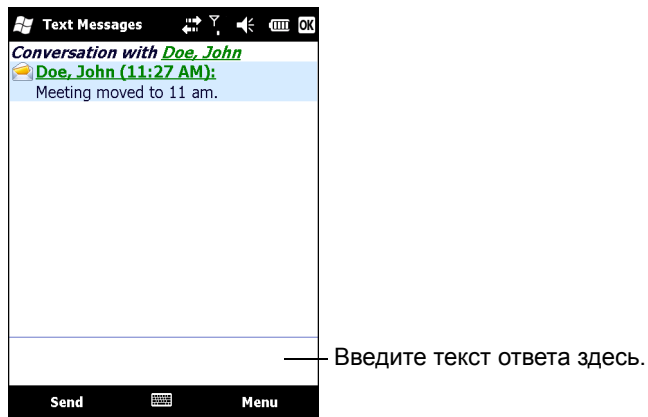 Text Messages OK
Conversation with Doe, John
Doe, John (11:27 AM):
Meeting moved to 11 am.
Введите текст ответа здесь.
Send Menu